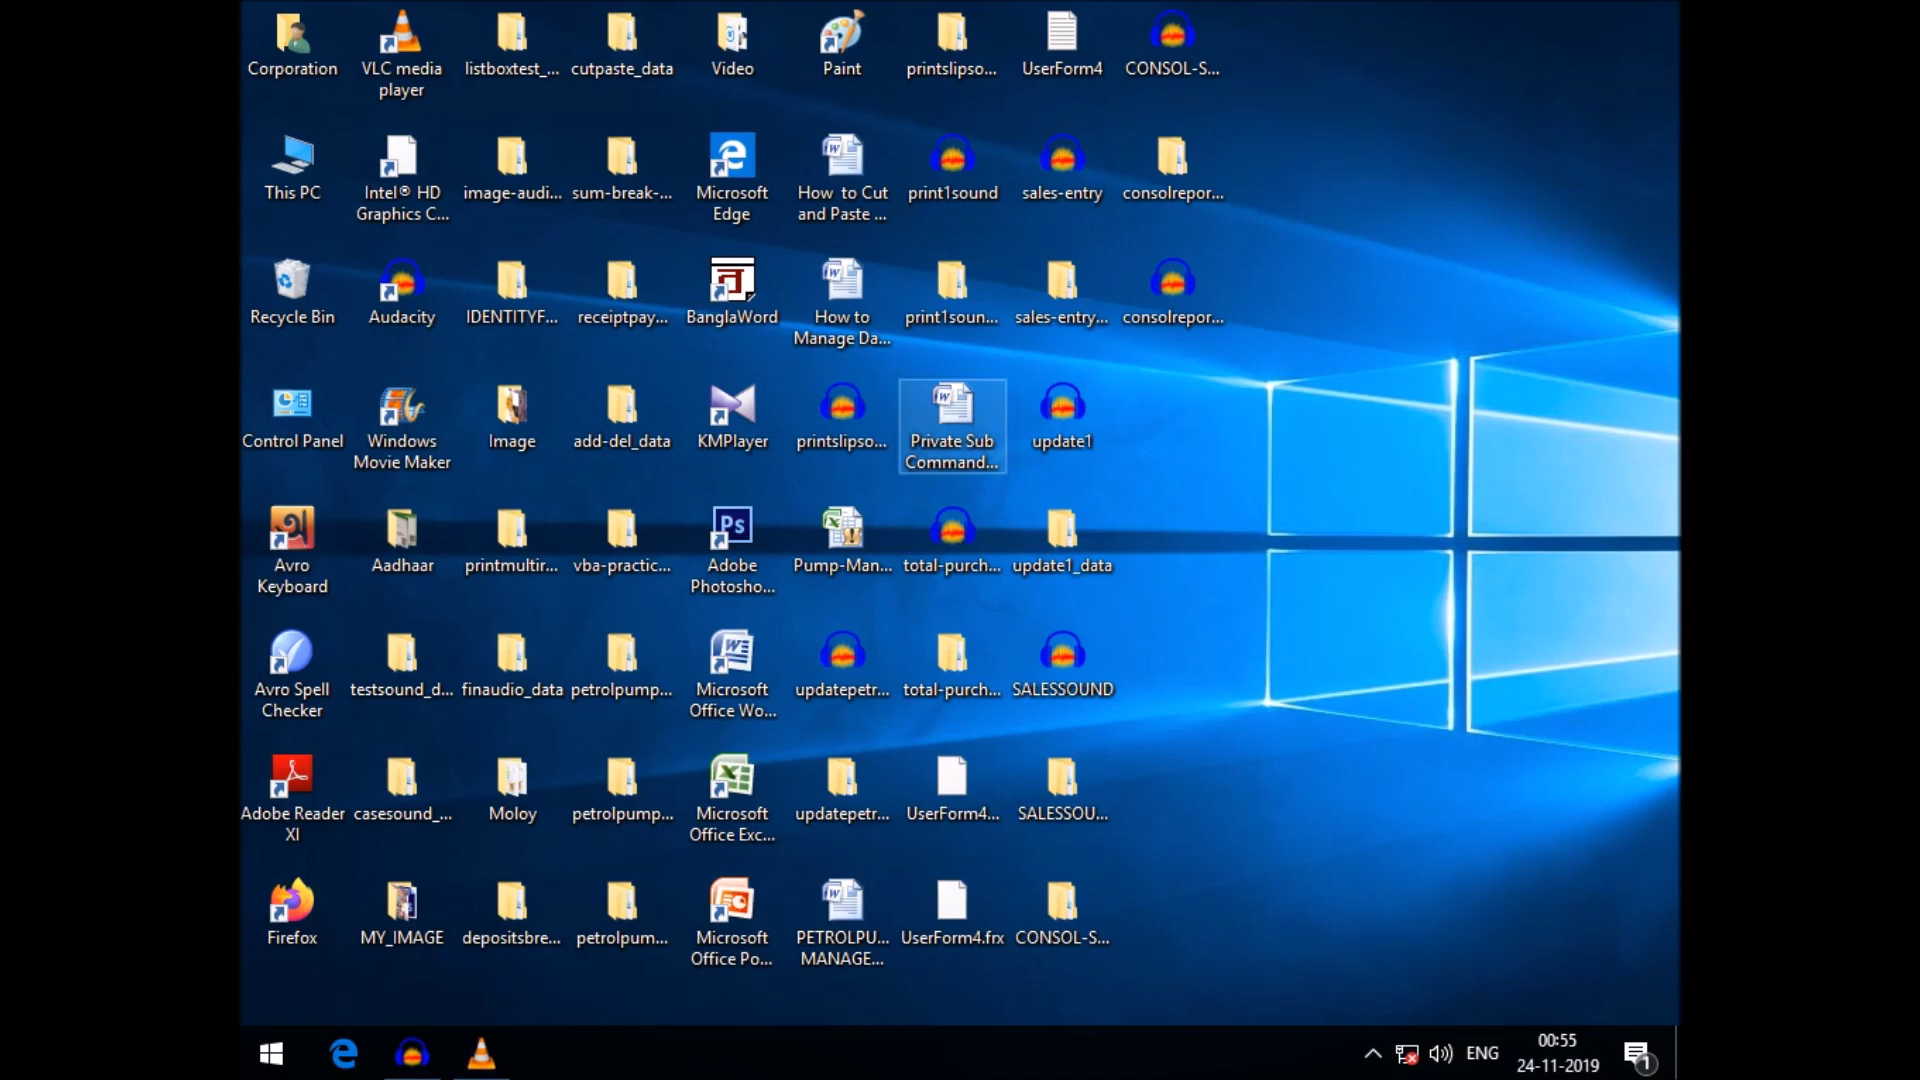 Corporation
VLC media
player
listboxtest_...
cutpaste_data
Video
Paint
printslipso...
UserForm4
CONSOL-S...
This PC
Intel® HD
Graphics C...
image-audi...
sum-break-...
Microsoft
Edge
How to Cut
and Paste ...
print1sound
sales-entry
consolrepor...
Recycle Bin
Audacity
IDENTITYF...
receiptpay...
BanglaWord
How to
Manage Da...
print1soun...
sales-entry...
consolrepor...
Control Panel
Windows
Movie Maker
Image
add-del_data
KMPlayer
printslipso...
Private Sub
Command...
update1
Avro
Keyboard
Aadhaar
printmultir...
vba-practic...
Ps
Adobe
Photosho...
Pump-Man...
total-purch...
update1_data
Avro Spell
Checker
testsound_d...
finaudio_data
petrolpump...
Microsoft
Office Wo...
updatepetr...
total-purch...
SALESSOUND
Adobe Reader
XI
casesound_...
Moloy
petrolpump...
Microsoft
Office Exc...
updatepetr...
UserForm4...
SALESSOU...
Firefox
MY_IMAGE
depositsbre...
petrolpum...
Microsoft
Office Po...
PETROLPU...
MANAGE...
UserForm4.frx
CONSOL-S...
ENG
00:55
24-11-2019
1